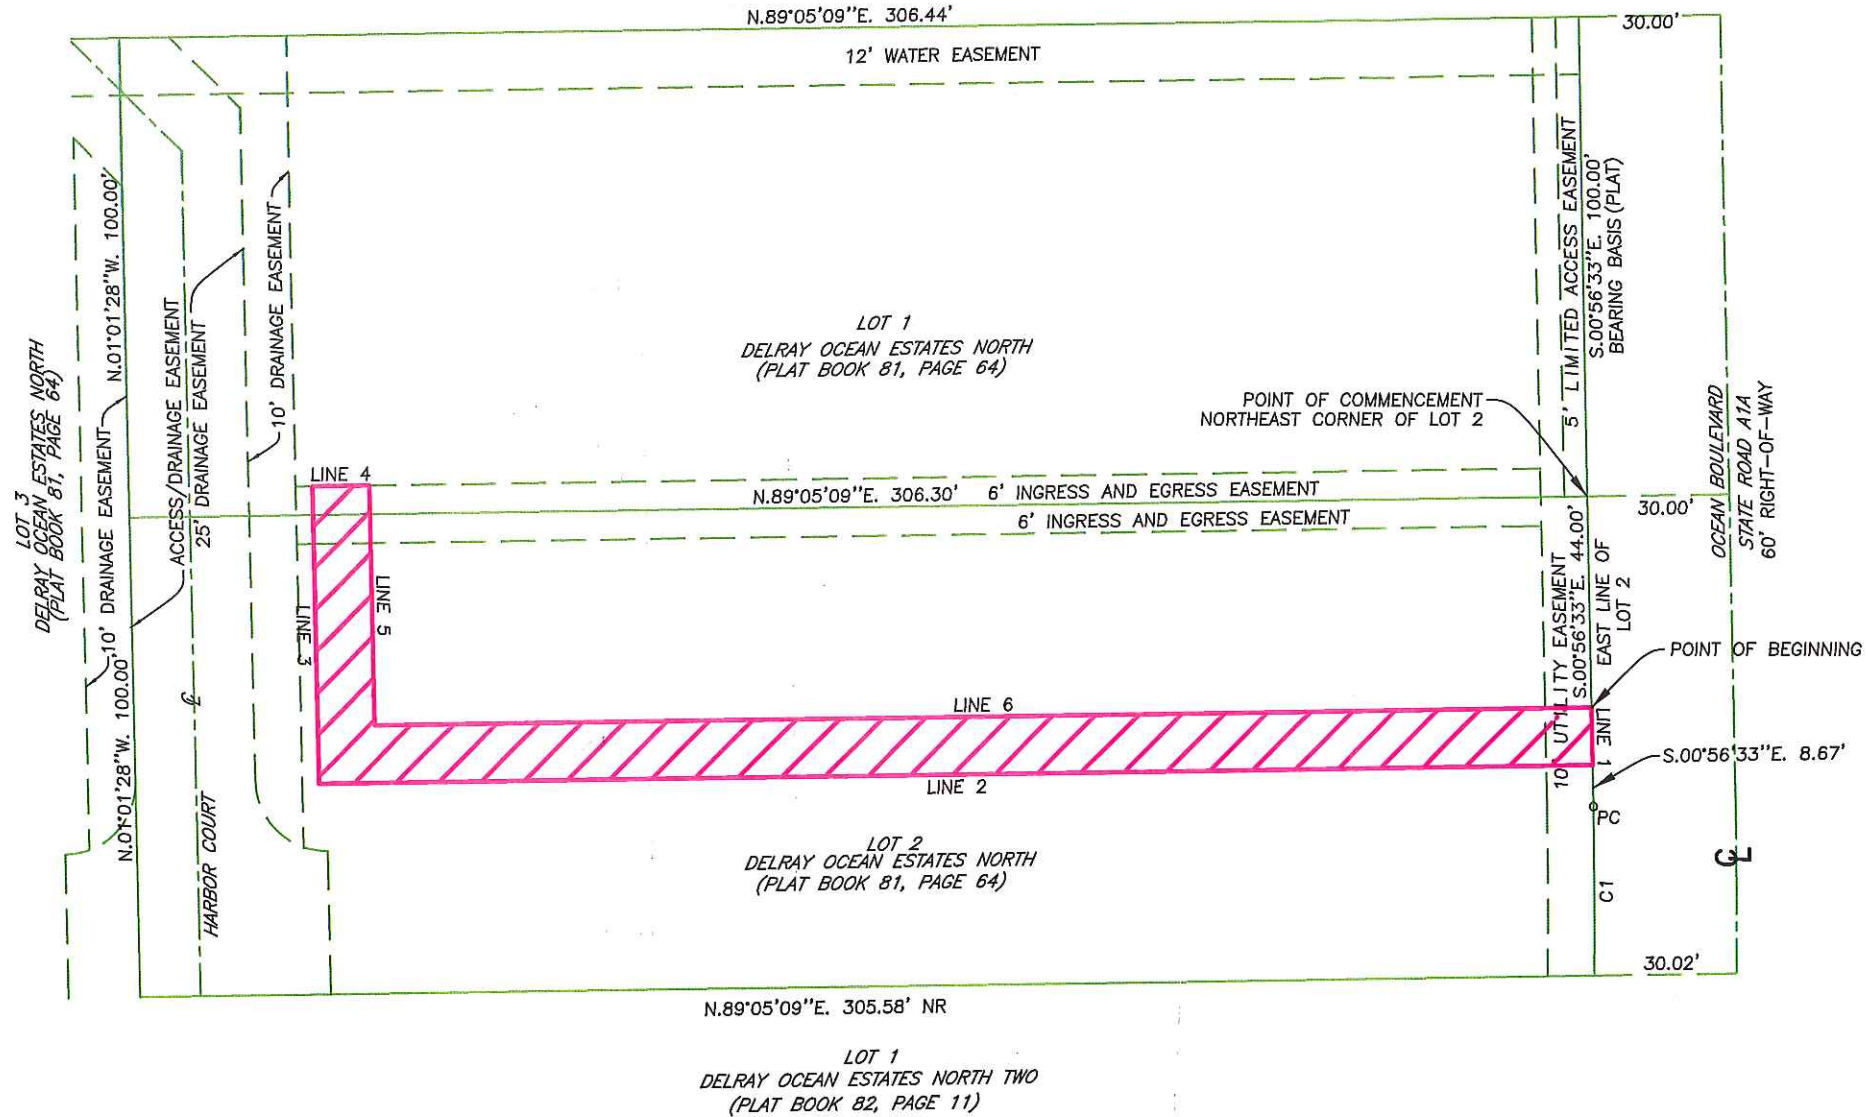 N.89°05'09"E. 306.44'
30.00'
12' WATER EASEMENT
5' LIMITED ACCESS EASEMENT
S.00°56'33"E. 100.00'
BEARING BASIS (PLAT)
N.01°01'28"W. 100.00'
10' DRAINAGE EASEMENT
ACCESS/DRAINAGE EASEMENT
25' DRAINAGE EASEMENT
10' DRAINAGE EASEMENT
LOT 3
DELRAY OCEAN ESTATES NORTH
(PLAT BOOK 81, PAGE 64)
LOT 1
DELRAY OCEAN ESTATES NORTH
(PLAT BOOK 81, PAGE 64)
POINT OF COMMENCEMENT
NORTHEAST CORNER OF LOT 2
OCEAN BOULEVARD
STATE ROAD A1A
60' RIGHT-OF-WAY
LINE 4
N.89°05'09"E. 306.30'
6' INGRESS AND EGRESS EASEMENT
30.00'
6' INGRESS AND EGRESS EASEMENT
LINE 3
LINE 5
10' UTILITY EASEMENT
S.00°56'33"E. 44.00'
EAST LINE OF
LOT 2
POINT OF BEGINNING
LINE 6
LINE 1
S.00°56'33"E. 8.67'
LINE 2
N.01°01'28"W. 100.00'
HARBOR COURT
PC
C1
LOT 2
DELRAY OCEAN ESTATES NORTH
(PLAT BOOK 81, PAGE 64)
CL
30.02'
N.89°05'09"E. 305.58' NR
LOT 1
DELRAY OCEAN ESTATES NORTH TWO
(PLAT BOOK 82, PAGE 11)